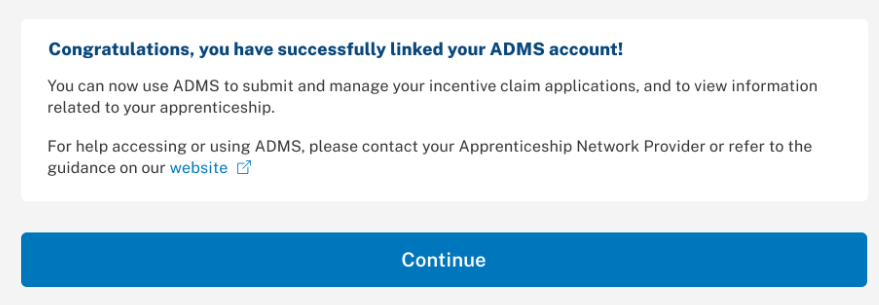 Congratulations, you have successfully linked your ADMS account!
You can now use ADMS to submit and manage your incentive claim applications, and to view information
related to your apprenticeship.
For help accessing or using ADMS, please contact your Apprenticeship Network Provider or refer to the
guidance on our website
Continue